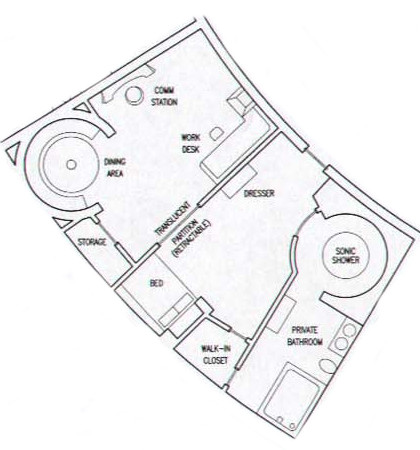 COMM
STATION
WORK
DESK
DINING
AREA
DRESSER
TRANSLUCENT
PARTITION
(RETRACTABLE)
STORAGE
SONIC
SHOWER
BED
PRIVATE
BATHROOM
WALK-IN
CLOSET